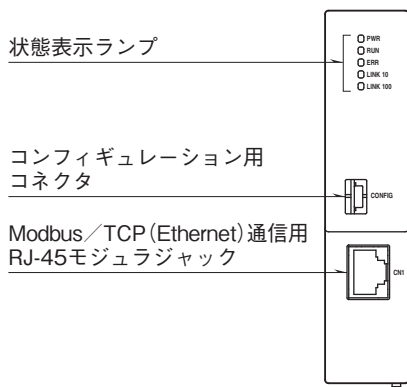 状態表示ランプ
PWR
RUN
ERR
LINK 10
LINK 100
コンフィギュレーション用
コネクタ
CONFIG
Modbus／TCP（Ethernet）通信用
RJ-45モジュラジャック
CN1